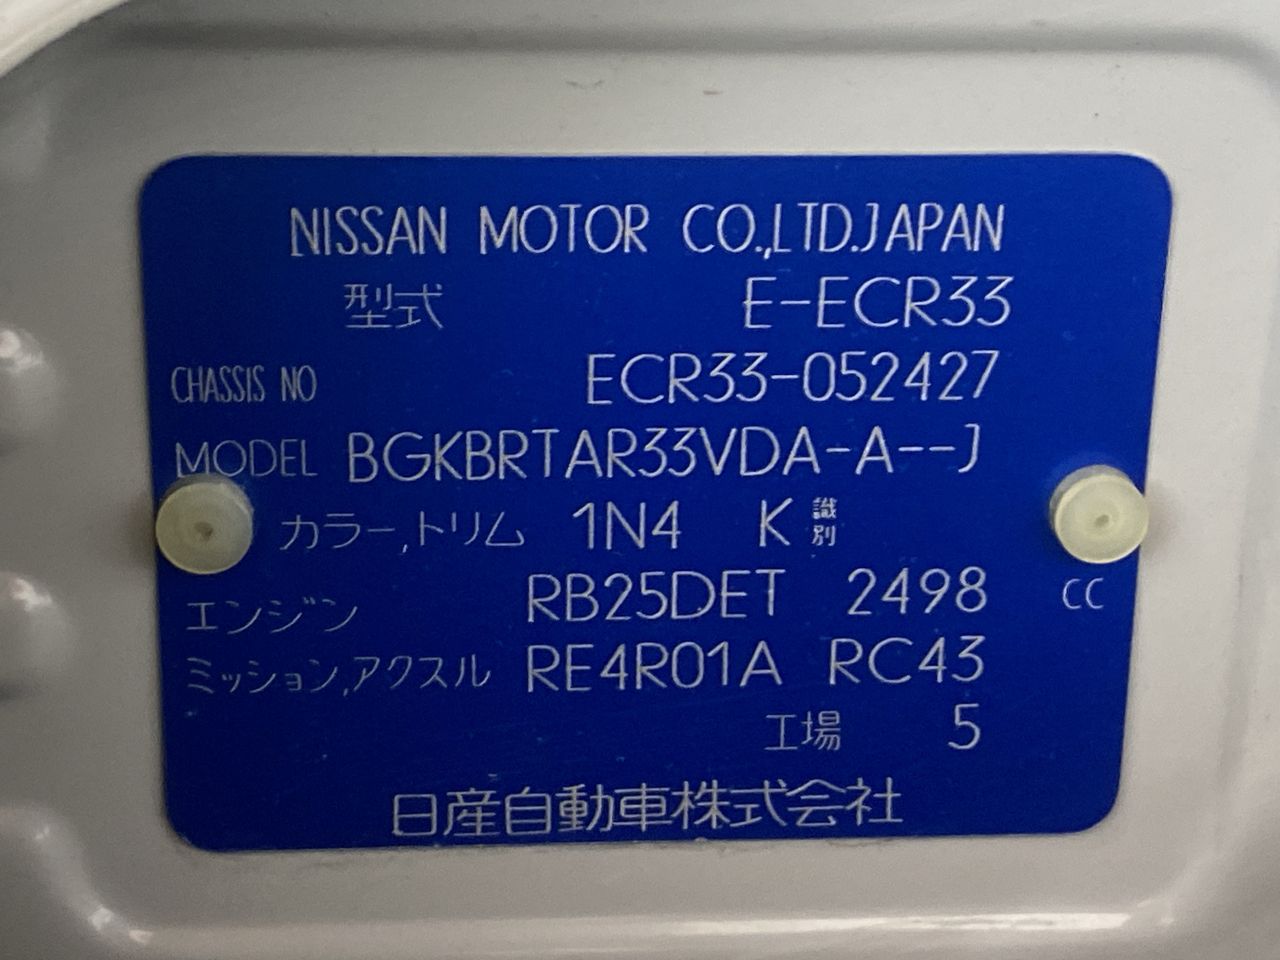 NISSAN MOTOR CO.,LTD.JAPAN
型式 E-ECR33
CHASSIS NO ECR33-052427
MODEL BGKBRTAR33VDA-A--J
カラー,トリム 1N4 K 識別
エンジン RB25DET 2498 CC
ミッション,アクスル RE4R01A RC43
工場 5
日産自動車株式会社